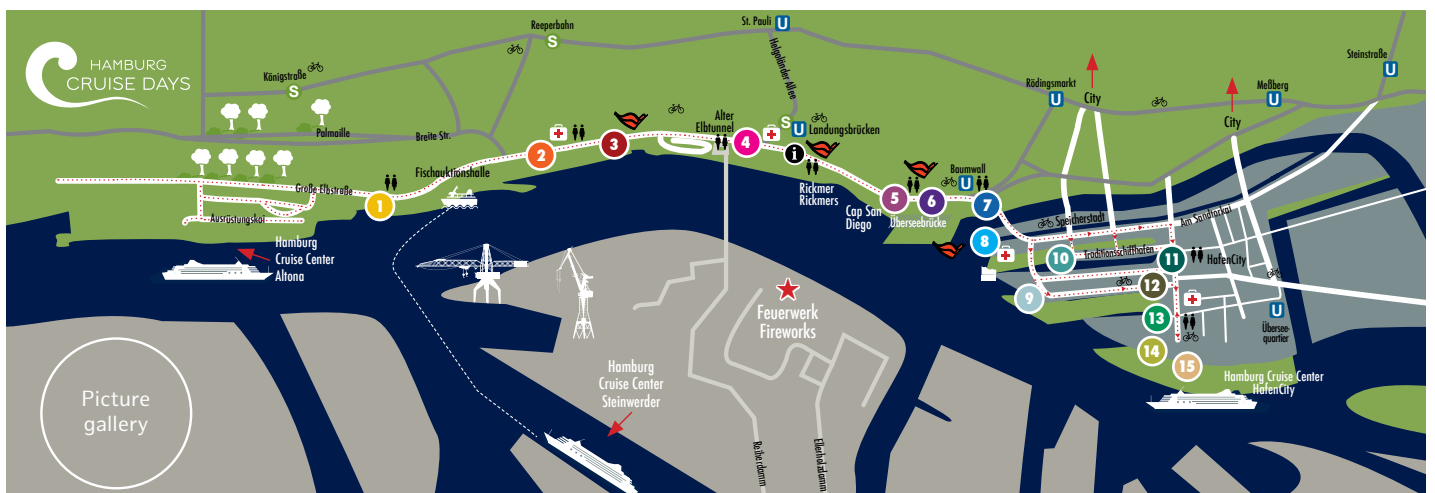 HAMBURG
CRUISE DAYS
Königstraße
S
Reeperbahn
S
St. Pauli
U
Helgoländer Allee
Rödingsmarkt
U
City
City
Meßberg
U
Steinstraße
U
Palmaille
Breite Str.
Große Elbstraße
Ausrüstungskai
Fischauktionshalle
1
2
3
Alter
Elbtunnel
4
S
U
Landungsbrücken
i
Rickmer
Rickmers
Cap San
Diego
5
6
Überseebrücke
Baumwall
U
7
8
9
Speicherstadt
Am Sandtorkai
Traditionsschiffhafen
10
11
HafenCity
12
13
14
15
U
Übersee-
quartier
Hamburg Cruise Center
HafenCity
Hamburg
Cruise Center
Altona
Feuerwerk
Fireworks
Hamburg
Cruise Center
Steinwerder
Reiherdamm
Ellerholzdamm
Picture
gallery